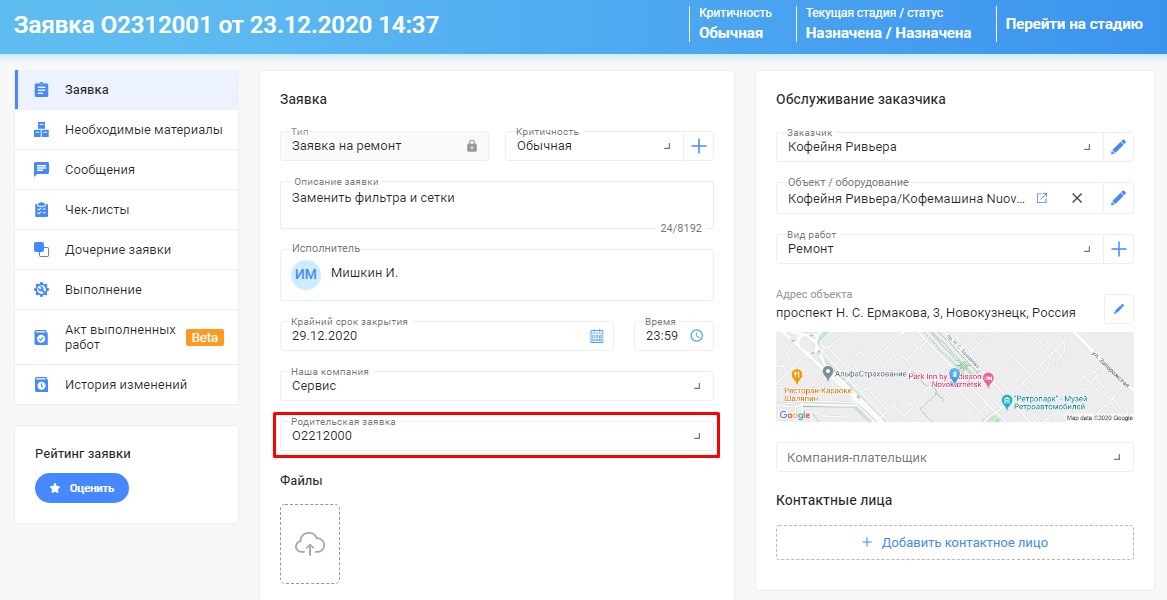 Заявка O2312001 от 23.12.2020 14:37
Критичность
Обычная
Текущая стадия / статус
Назначена / Назначена
Перейти на стадию
Заявка
Необходимые материалы
Сообщения
Чек-листы
Дочерние заявки
Выполнение
Акт выполненных
работ
Beta
История изменений
Рейтинг заявки
Оценить
Заявка
Тип
Заявка на ремонт
Критичность
Обычная
Описание заявки
Заменить фильтра и сетки
24/8192
Исполнитель
ИМ
Мишкин И.
Крайний срок закрытия
29.12.2020
Время
23:59
Наша компания
Сервис
Родительская заявка
O2212000
Файлы
Обслуживание заказчика
Заказчик
Кофейня Ривьера
Объект / оборудование
Кофейня Ривьера/Кофемашина Nuov...
Вид работ
Ремонт
Адрес объекта
проспект Н. С. Ермакова, 3, Новокузнецк, Россия
АльфаСтрахование
Park Inn by Radisson
Novokuznetsk
Ресторан-Караоке
Шаляпин
"Ретропарк" - Музей
Ретроавтомобилей
ул. Запорожская
Google
Map data ©2020 Google
Компания-плательщик
Контактные лица
Добавить контактное лицо